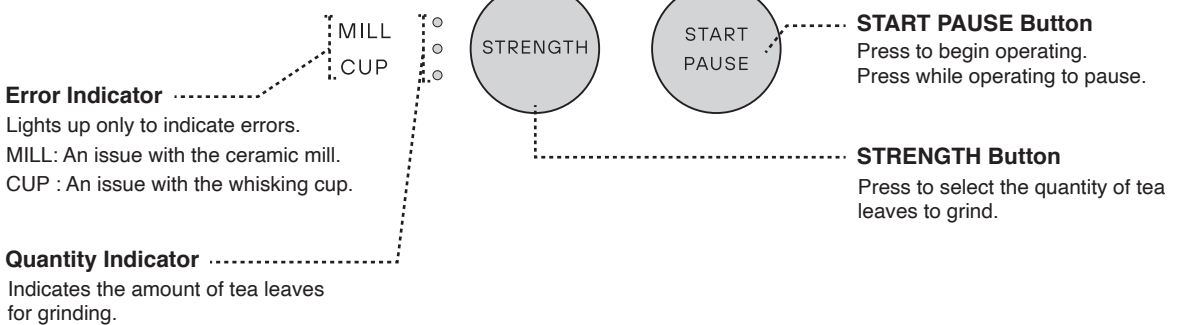 MILL
CUP
STRENGTH
START
PAUSE
START PAUSE Button
Press to begin operating.
Press while operating to pause.
Error Indicator
Lights up only to indicate errors.
MILL: An issue with the ceramic mill.
CUP : An issue with the whisking cup.
STRENGTH Button
Press to select the quantity of tea
leaves to grind.
Quantity Indicator
Indicates the amount of tea leaves
for grinding.